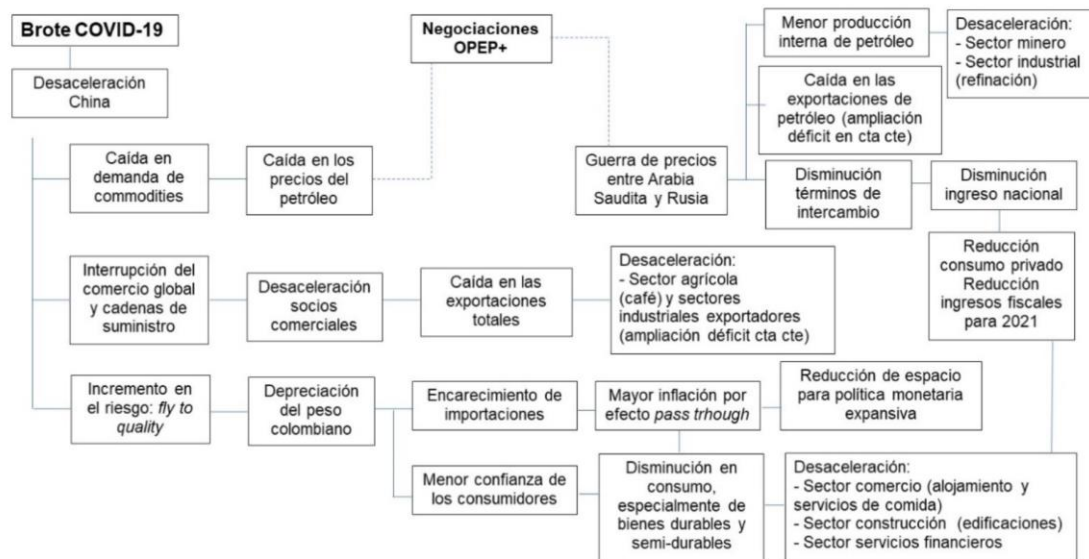 Brote COVID-19
Desaceleración
China
Negociaciones
OPEP+
Menor producción
interna de petróleo
Desaceleración:
- Sector minero
- Sector industrial
(refinación)
Caída en las
exportaciones de
petróleo (ampliación
déficit en cta cte)
Caída en
demanda de
commodities
Caída en los
precios del
petróleo
Guerra de precios
entre Arabia
Saudita y Rusia
Disminución
términos de
intercambio
Disminución
ingreso nacional
Reducción
consumo privado
Reducción
ingresos fiscales
para 2021
Interrupción del
comercio global
y cadenas de
suministro
Desaceleración
socios
comerciales
Caída en las
exportaciones
totales
Desaceleración:
- Sector agrícola
(café) y sectores
industriales exportadores
(ampliación déficit cta cte)
Incremento en
el riesgo: fly to
quality
Depreciación
del peso
colombiano
Encarecimiento de
importaciones
Mayor inflación por
efecto pass trhough
Reducción de espacio
para política monetaria
expansiva
Menor confianza de
los consumidores
Disminución en
consumo,
especialmente de
bienes durables y
semi-durables
Desaceleración:
- Sector comercio (alojamiento y
servicios de comida)
- Sector construcción (edificaciones)
- Sector servicios financieros